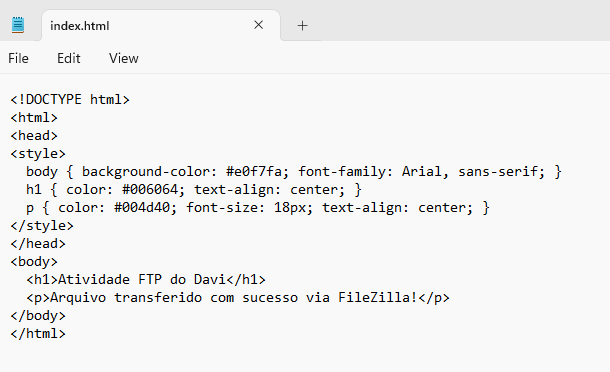 index.html
File Edit View
<!DOCTYPE html>
<html>
<head>
<style>
  body { background-color: #e0f7fa; font-family: Arial, sans-serif; }
  h1 { color: #006064; text-align: center; }
  p { color: #004d40; font-size: 18px; text-align: center; }
</style>
</head>
<body>
  <h1>Atividade FTP do Davi</h1>
  <p>Arquivo transferido com sucesso via FileZilla!</p>
</body>
</html>